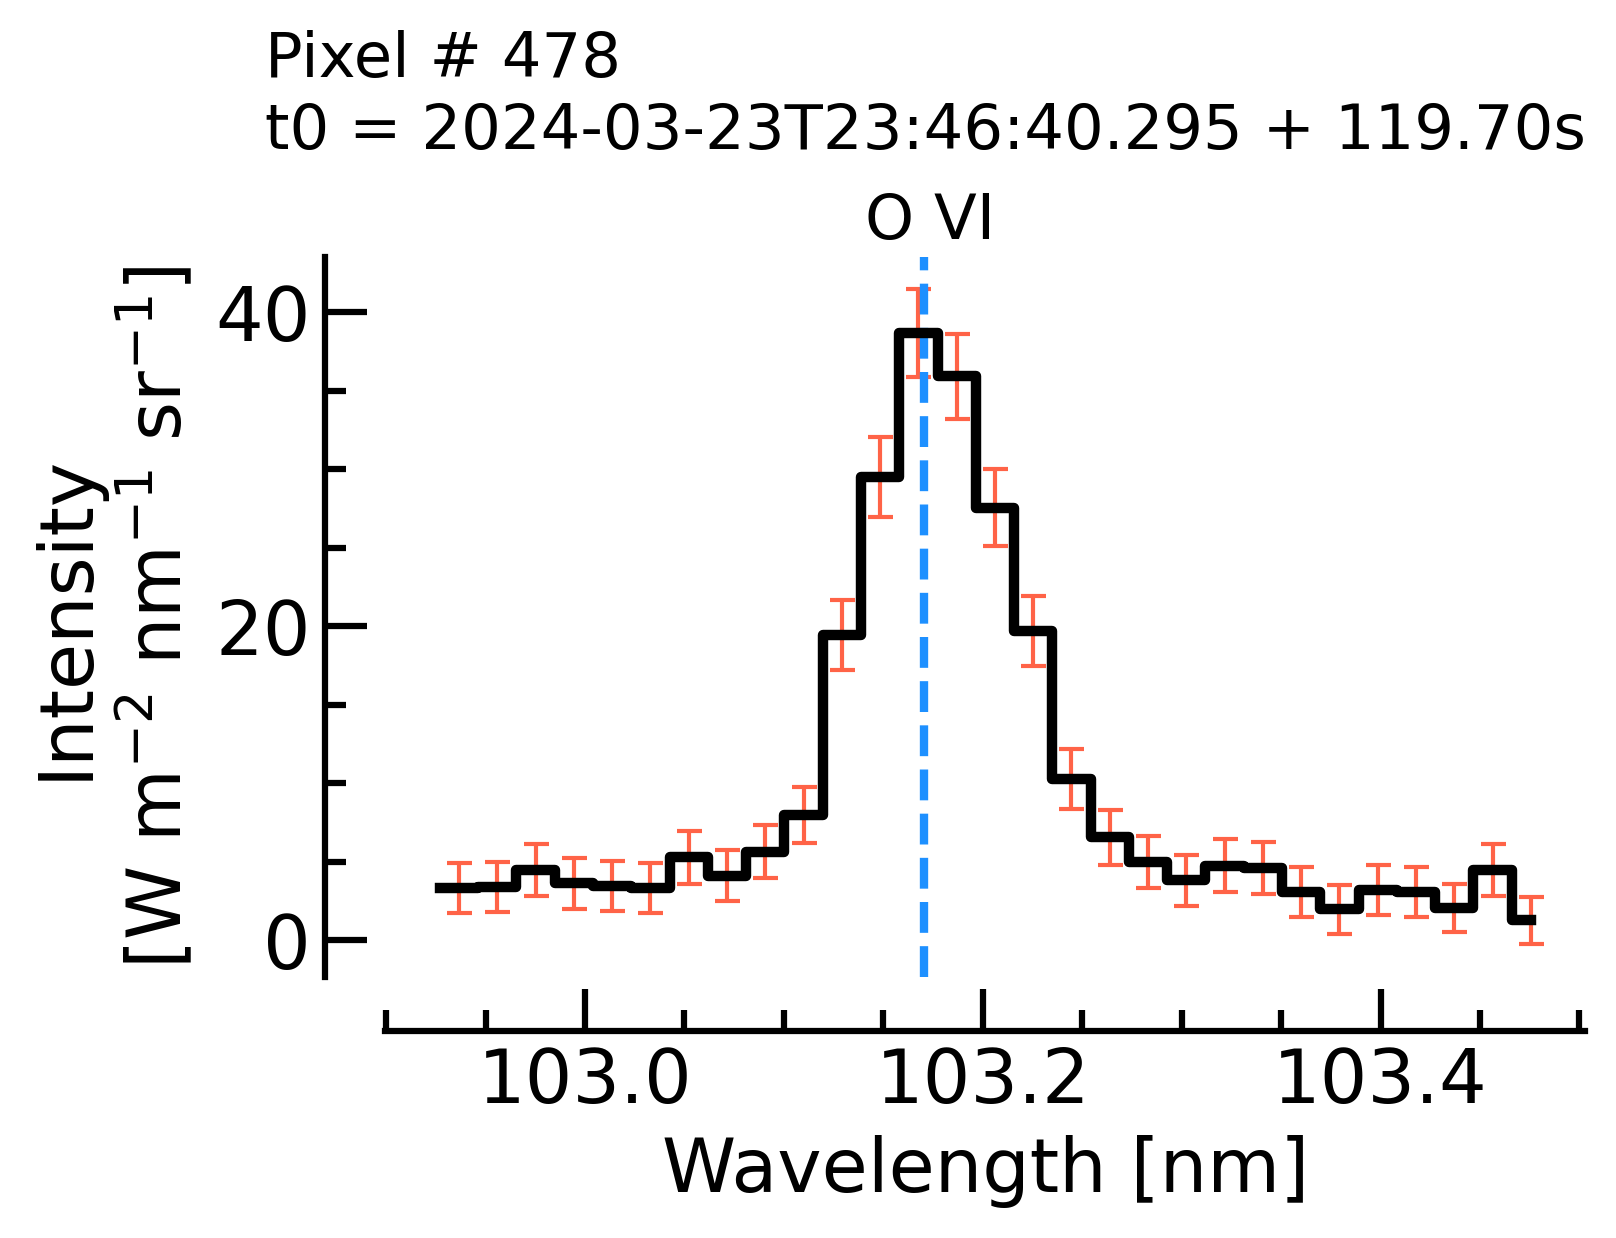 Pixel # 478
t0 = 2024-03-23T23:46:40.295 + 119.70s
O VI
Intensity
[W m⁻² nm⁻¹ sr⁻¹]
40
20
0
103.0 103.2 103.4
Wavelength [nm]